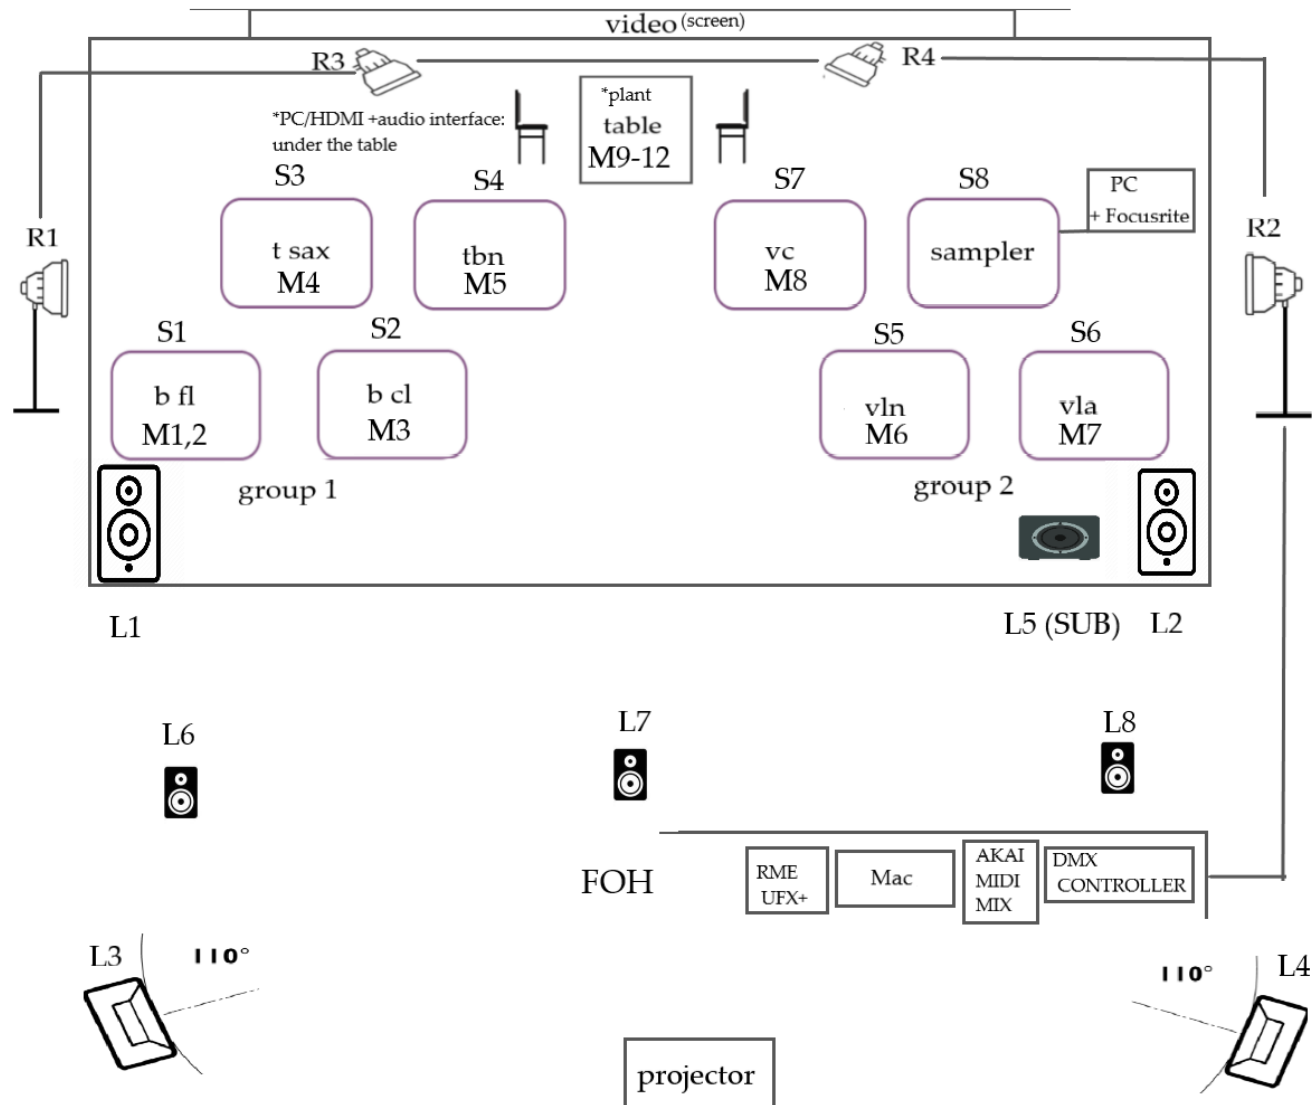 video (screen)
R3
R4
*plant
table
M9-12
*PC/HDMI +audio interface:
under the table
S3
S4
S7
S8
PC
+ Focusrite
R1
R2
t sax
M4
tbn
M5
vc
M8
sampler
S1
S2
S5
S6
b fl
M1,2
b cl
M3
vln
M6
vla
M7
group 1
group 2
L1
L5 (SUB)
L2
L6
L7
L8
FOH
RME
UFX+
Mac
AKAI
MIDI
MIX
DMX
CONTROLLER
L3
110°
110°
L4
projector